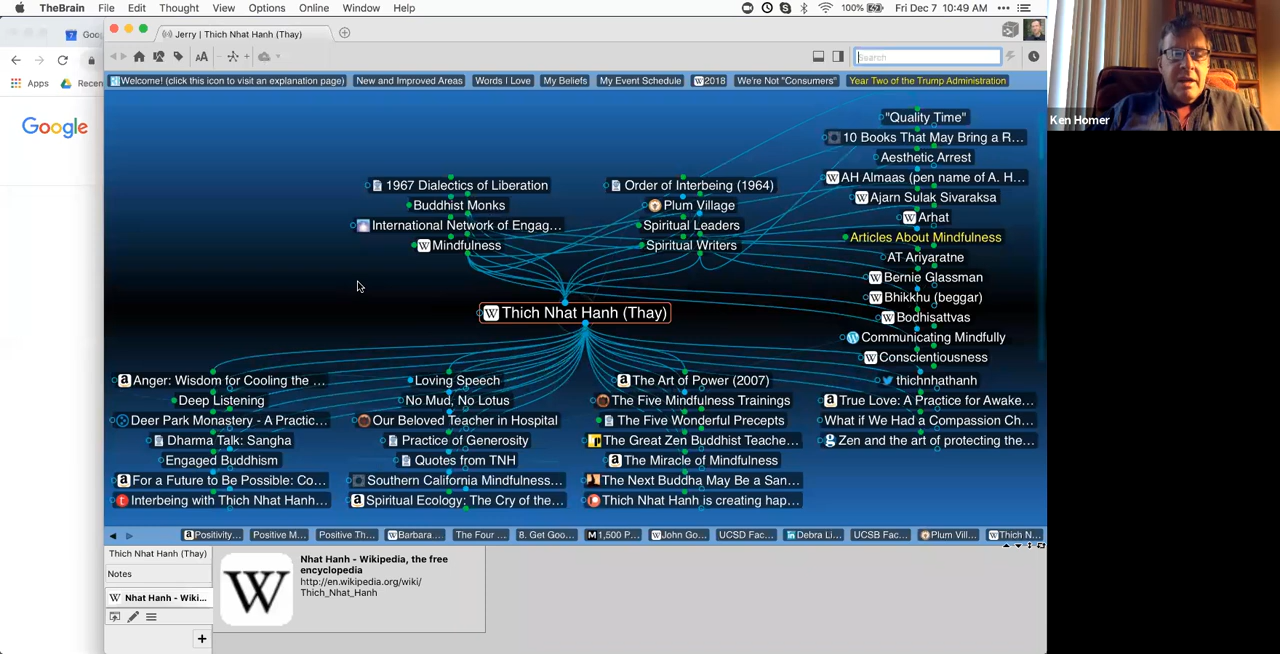 TheBrain File Edit Thought View Options Online Window Help 100% Fri Dec 7 10:49 AM
Jerry | Thich Nhat Hanh (Thay)
Goo
AA Search
Apps Recen
Welcome! (click this icon to visit an explanation page) New and Improved Areas Words I Love My Beliefs My Event Schedule 2018 We're Not "Consumers" Year Two of the Trump Administration
Google
Ken Homer
"Quality Time"
10 Books That May Bring a R...
Aesthetic Arrest
AH Almaas (pen name of A. H...
Ajarn Sulak Sivaraksa
Arhat
Articles About Mindfulness
AT Ariyaratne
Bernie Glassman
Bhikkhu (beggar)
Bodhisattvas
Communicating Mindfully
Conscientiousness
1967 Dialectics of Liberation
Buddhist Monks
International Network of Engag...
Mindfulness
Order of Interbeing (1964)
Plum Village
Spiritual Leaders
Spiritual Writers
Thich Nhat Hanh (Thay)
Anger: Wisdom for Cooling the ...
Deep Listening
Deer Park Monastery - A Practic...
Dharma Talk: Sangha
Engaged Buddhism
For a Future to Be Possible: Co...
Interbeing with Thich Nhat Hanh...
Loving Speech
No Mud, No Lotus
Our Beloved Teacher in Hospital
Practice of Generosity
Quotes from TNH
Southern California Mindfulness...
Spiritual Ecology: The Cry of the...
The Art of Power (2007)
The Five Mindfulness Trainings
The Five Wonderful Precepts
The Great Zen Buddhist Teache...
The Miracle of Mindfulness
The Next Buddha May Be a San...
Thich Nhat Hanh is creating hap...
thichnhathanh
True Love: A Practice for Awake...
What if We Had a Compassion Ch...
Zen and the art of protecting the...
Positivity... Positive M... Positive Th... Barbara... The Four ... 8. Get Goo... 1,500 P... John Go... UCSD Fac... UCSB Fac... Debra Li... UCSB Fac... Plum Vill... Thich N...
Thich Nhat Hanh (Thay)
Notes
W Nhat Hanh - Wiki...
W
Nhat Hanh - Wikipedia, the free
encyclopedia
http://en.wikipedia.org/wiki/
Thich_Nhat_Hanh